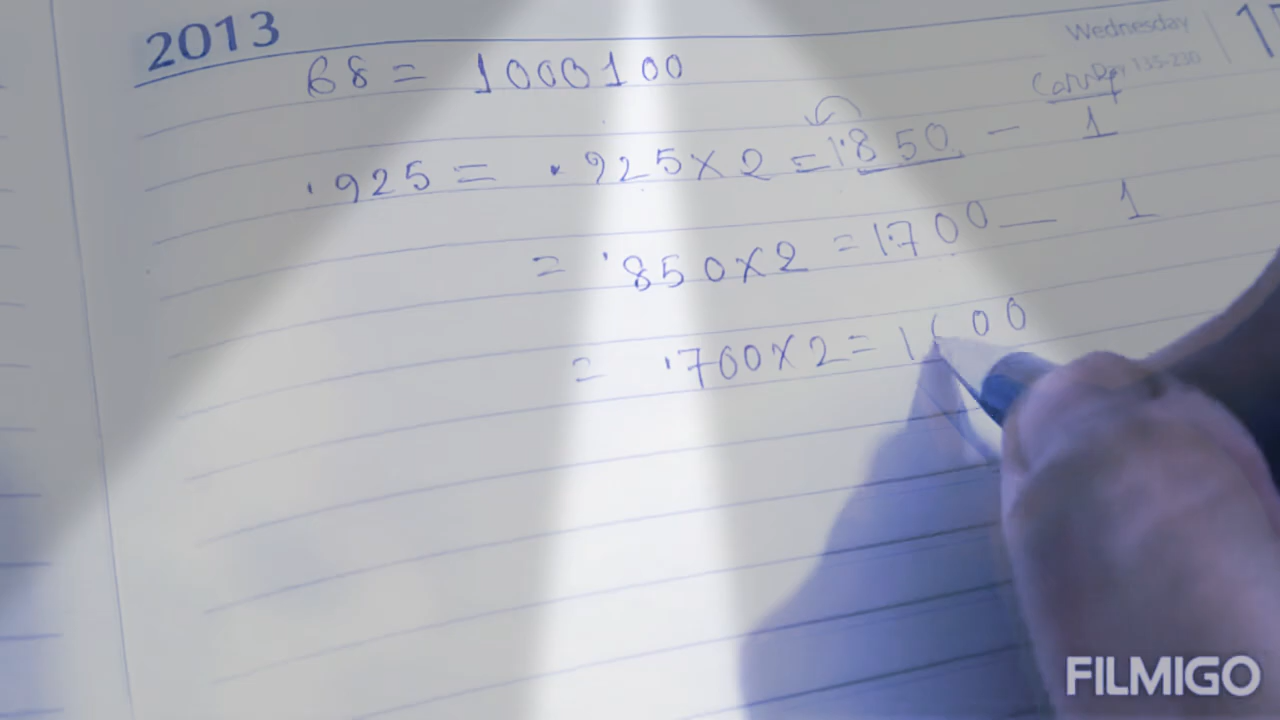 2013
Wednesday
Day 135-230
68 = 1000100
Carry
.925 = .925×2 = 1.850 — 1
= .850×2 = 1.700 — 1
= .700×2 = 1 00
FILMIGO